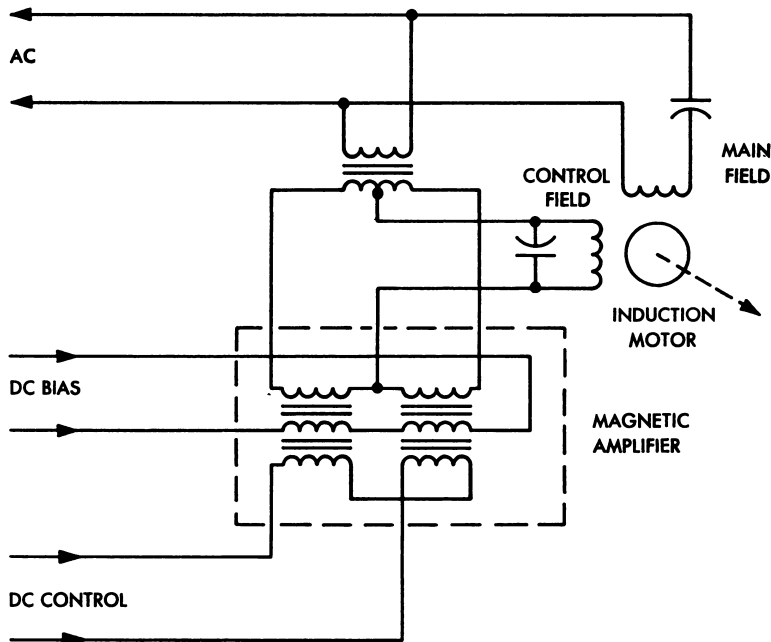 AC
MAIN
FIELD
CONTROL
FIELD
INDUCTION
MOTOR
DC BIAS
MAGNETIC
AMPLIFIER
DC CONTROL